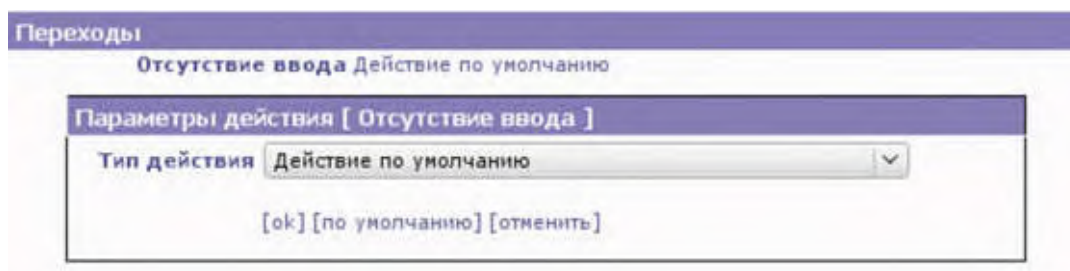 Переходы
Отсутствие ввода Действие по умолчанию
Параметры действия [ Отсутствие ввода ]
Тип действия Действие по умолчанию
[ok] [по умолчанию] [отменить]